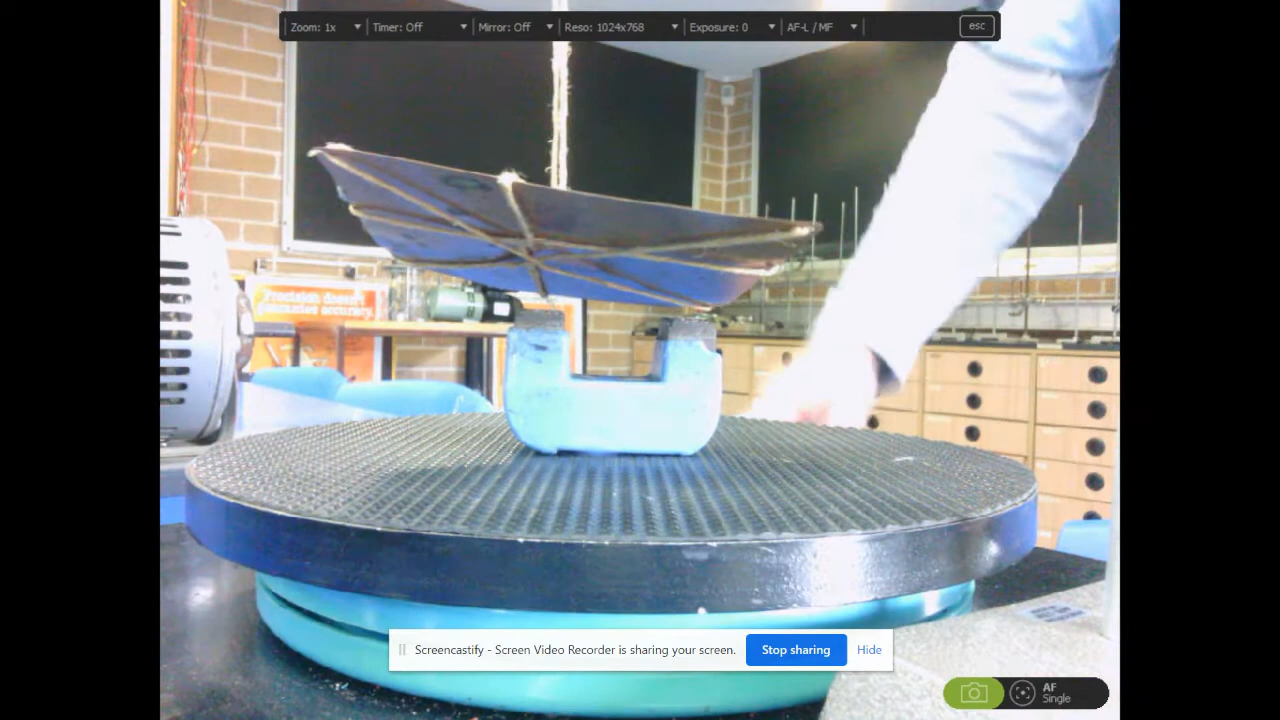 Zoom: 1x Timer: Off Mirror: Off Reso: 1024x768 Exposure: 0 AF-L / MF esc
Precision doesn't
guarantee accuracy.
Screencastify - Screen Video Recorder is sharing your screen. Stop sharing Hide
AF
Single